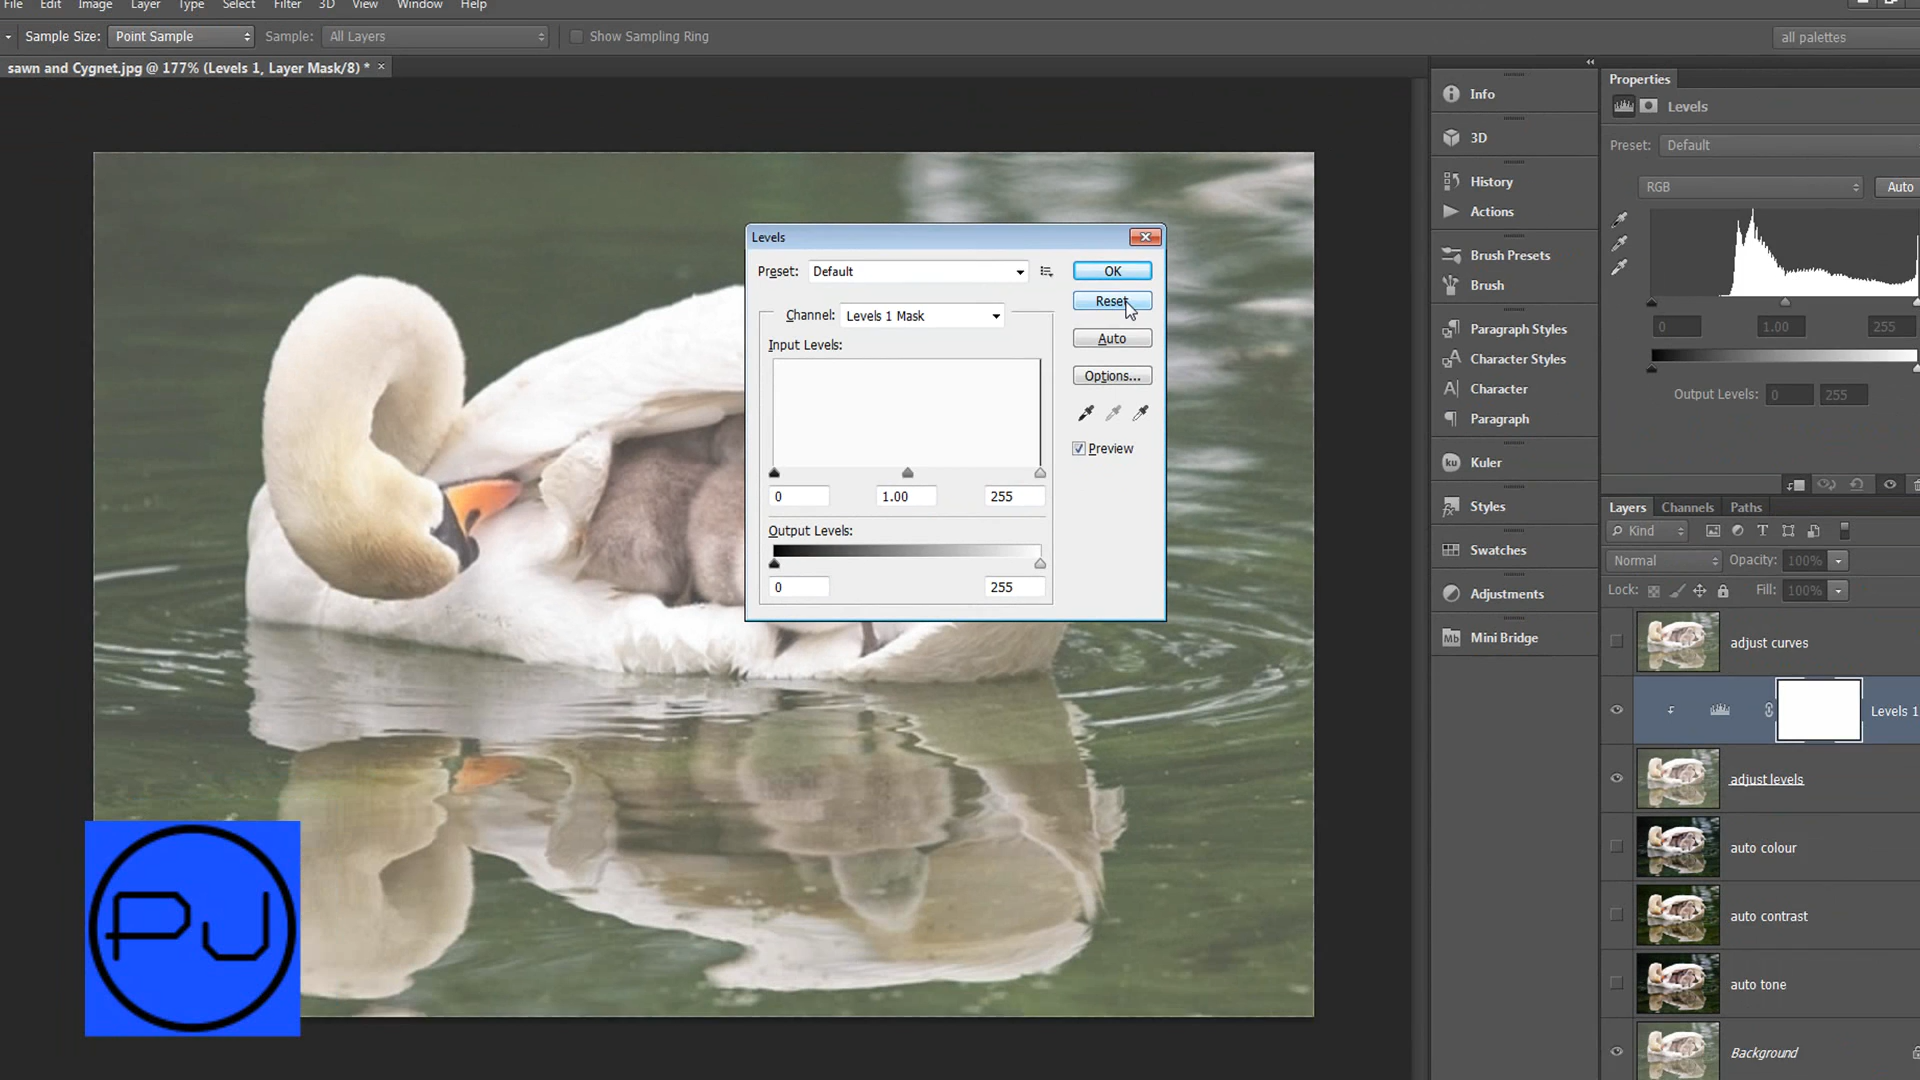 File Edit Image Layer Type Select Filter 3D View Window Help
Sample Size: Point Sample Sample: All Layers Show Sampling Ring all palettes
sawn and Cygnet.jpg @ 177% (Levels 1, Layer Mask/8) * ×
Levels
Preset: Default
OK
Channel: Levels 1 Mask
Reset
Input Levels:
Auto
Options...
Preview
0 1.00 255
Output Levels:
0 255
PJ
Info
3D
History
Actions
Brush Presets
Brush
Paragraph Styles
Character Styles
Character
Paragraph
Kuler
Styles
Swatches
Adjustments
Mb Mini Bridge
Properties
Levels
Preset: Default
RGB Auto
0 1.00 255
Output Levels: 0 255
Layers Channels Paths
Kind
Normal Opacity: 100%
Lock: Fill: 100%
adjust curves
Levels 1
adjust levels
auto colour
auto contrast
auto tone
Background